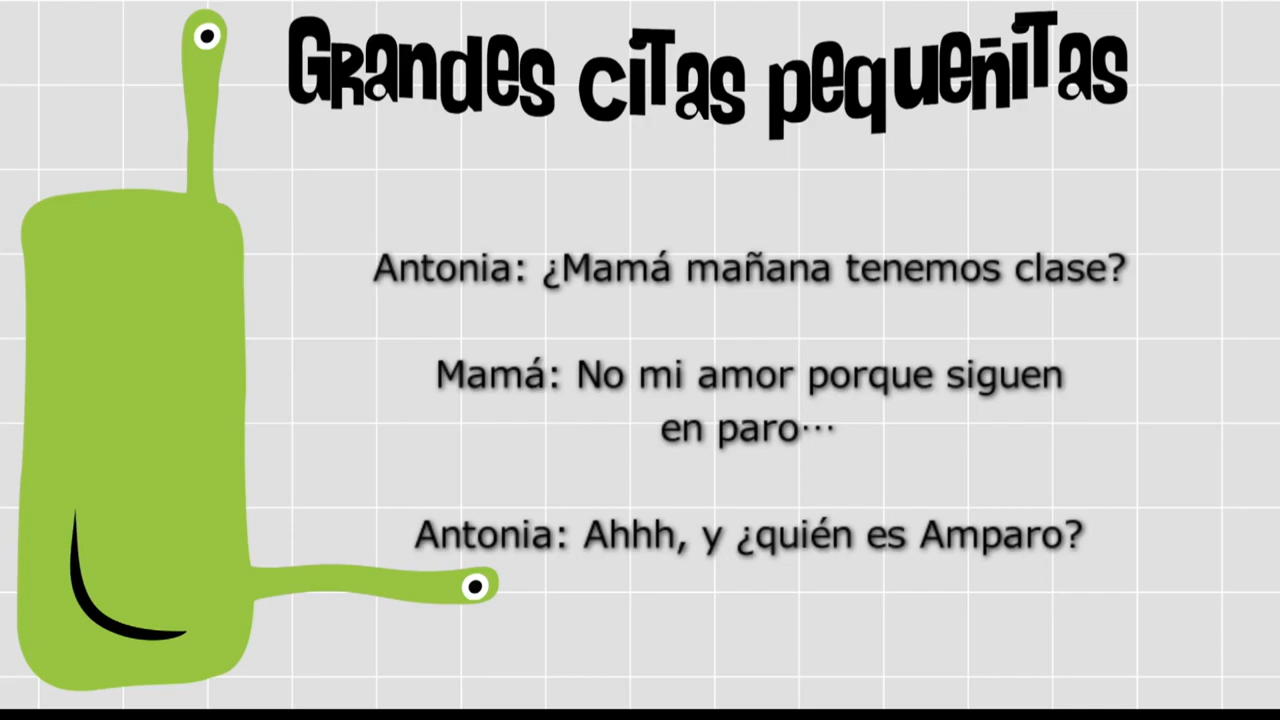 Grandes citas pequeñitas
Antonia: ¿Mamá mañana tenemos clase?
Mamá: No mi amor porque siguen
en paro...
Antonia: Ahhh, y ¿quién es Amparo?